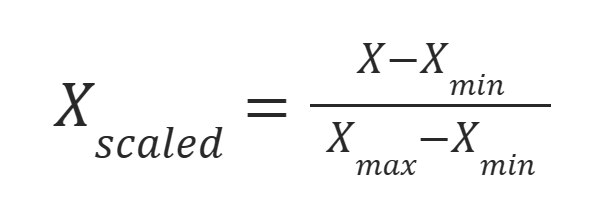 X_scaled = (X−X_min) / (X_max−X_min)